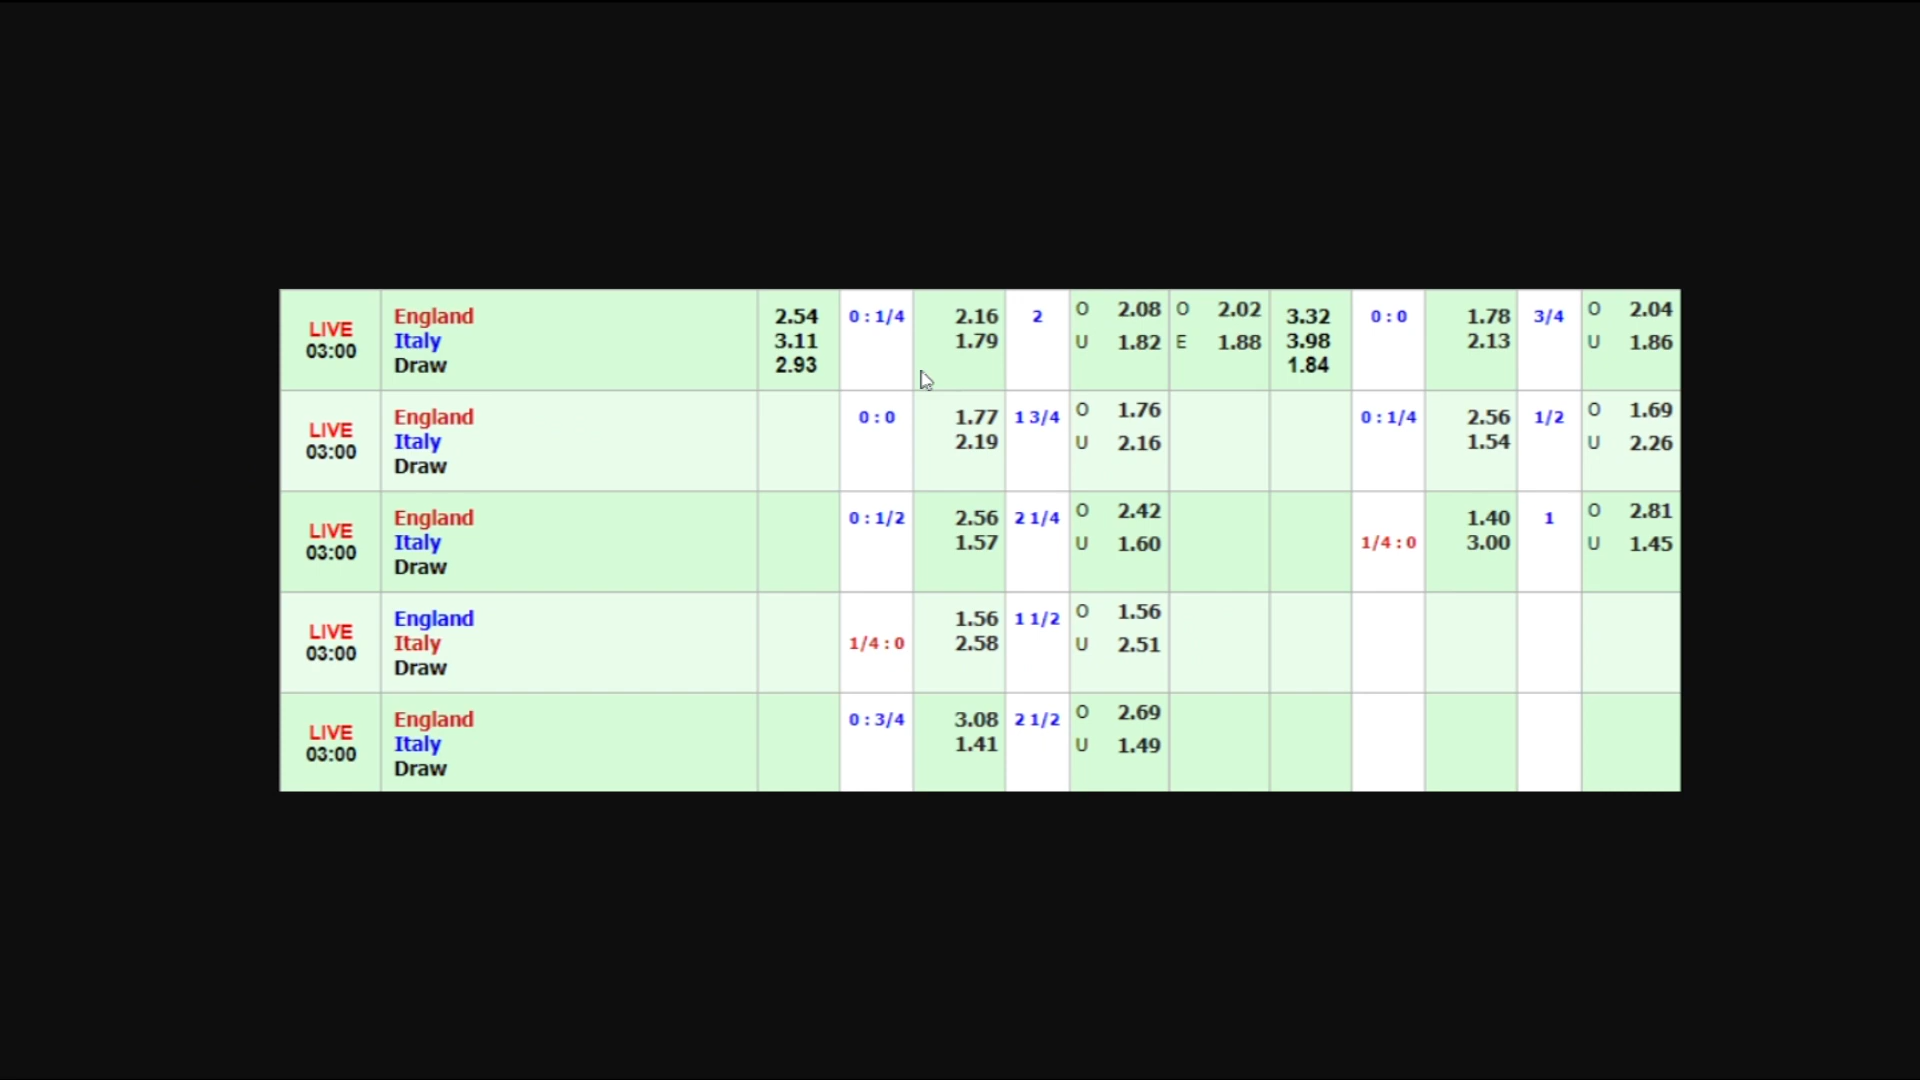 LIVE 03:00 England 2.54 0 : 1/4 2.16 2 O 2.08 O 2.02 3.32 0 : 0 1.78 3/4 O 2.04
Italy 3.11 1.79 U 1.82 E 1.88 3.98 2.13 U 1.86
Draw 2.93 1.84
LIVE 03:00 England 0 : 0 1.77 1 3/4 O 1.76 0 : 1/4 2.56 1/2 O 1.69
Italy 2.19 U 2.16 1.54 U 2.26
Draw
LIVE 03:00 England 0 : 1/2 2.56 2 1/4 O 2.42 1.40 1 O 2.81
Italy 1.57 U 1.60 1/4 : 0 3.00 U 1.45
Draw
LIVE 03:00 England 1.56 1 1/2 O 1.56
Italy 1/4 : 0 2.58 U 2.51
Draw
LIVE 03:00 England 0 : 3/4 3.08 2 1/2 O 2.69
Italy 1.41 U 1.49
Draw